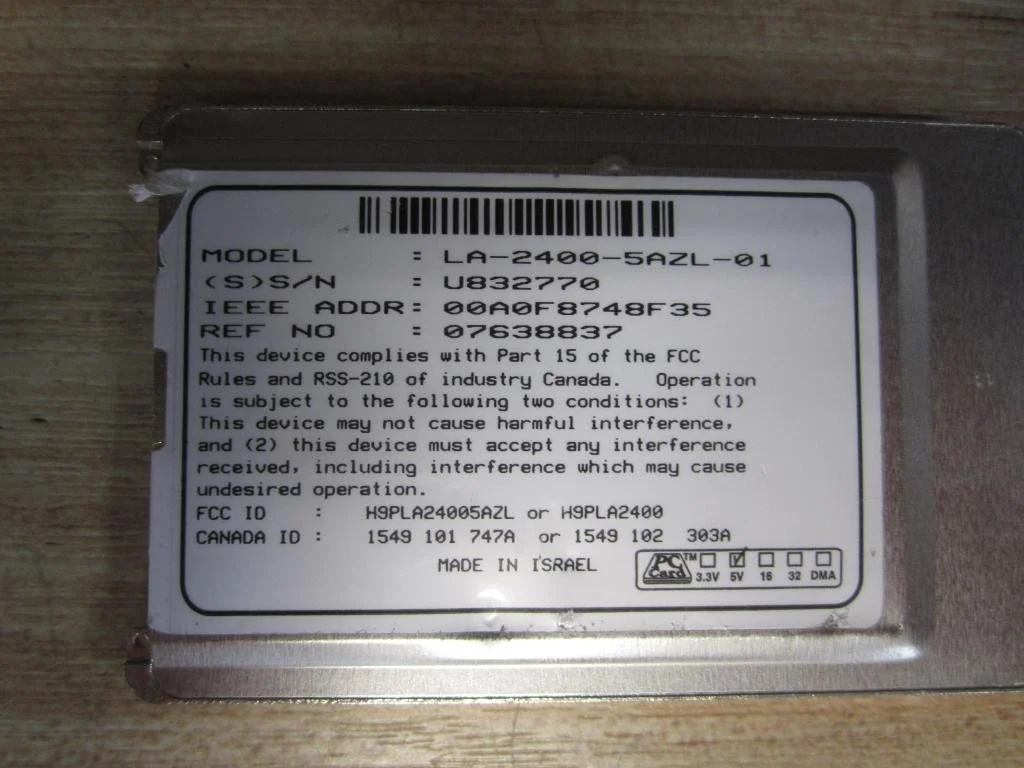 MODEL : LA-2400-5AZL-01
(S)S/N : U832770
IEEE ADDR: 00A0F8748F35
REF NO : 07638837
This device complies with Part 15 of the FCC
Rules and RSS-210 of industry Canada. Operation
is subject to the following two conditions: (1)
This device may not cause harmful interference,
and (2) this device must accept any interference
received, including interference which may cause
undesired operation.
FCC ID : H9PLA24005AZL or H9PLA2400
CANADA ID : 1549 101 747A or 1549 102 303A
MADE IN ISRAEL
PC Card™ 3.3V 5V 16 32 DMA